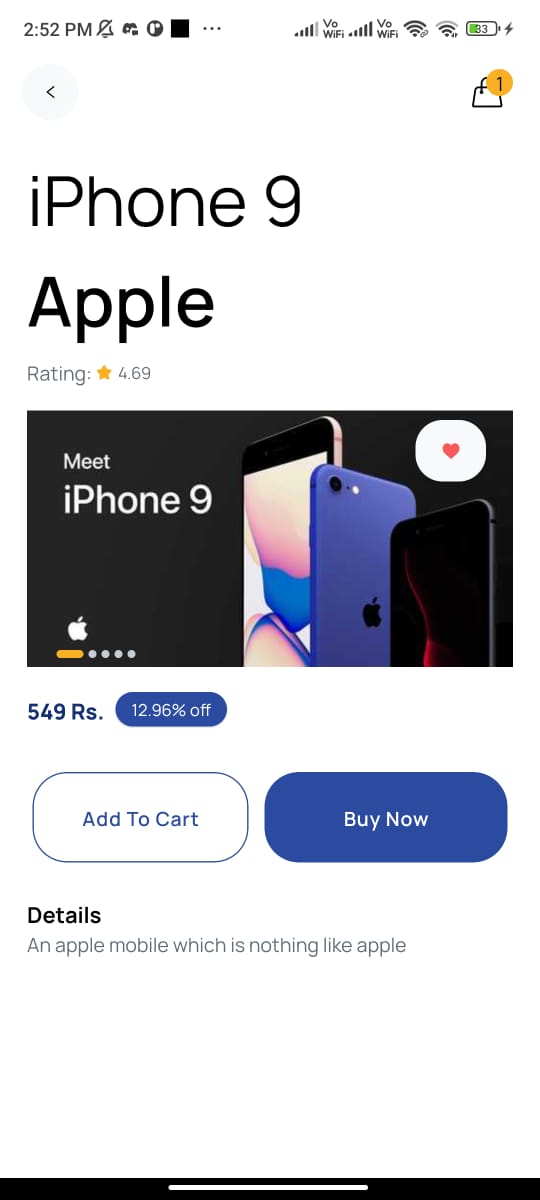 2:52 PM
Vo WiFi
Vo WiFi
83
1
iPhone 9
Apple
Rating: 4.69
Meet
iPhone 9
549 Rs.
12.96% off
Add To Cart
Buy Now
Details
An apple mobile which is nothing like apple